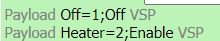 Payload Off=1;Off VSP
Payload Heater=2;Enable VSP